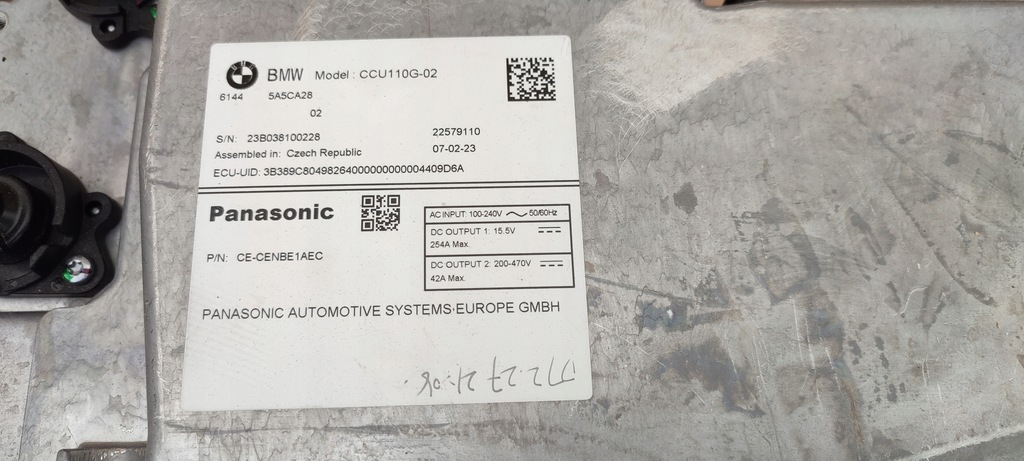 BMW Model : CCU110G-02
6144 5A5CA28
02
S/N: 23B038100228 22579110
Assembled in: Czech Republic 07-02-23
ECU-UID: 3B389C80498264000000000004409D6A
Panasonic
P/N: CE-CENBE1AEC
AC INPUT: 100-240V 50/60Hz
DC OUTPUT 1: 15.5V
254A Max.
DC OUTPUT 2: 200-470V
42A Max.
PANASONIC AUTOMOTIVE SYSTEMS EUROPE GMBH